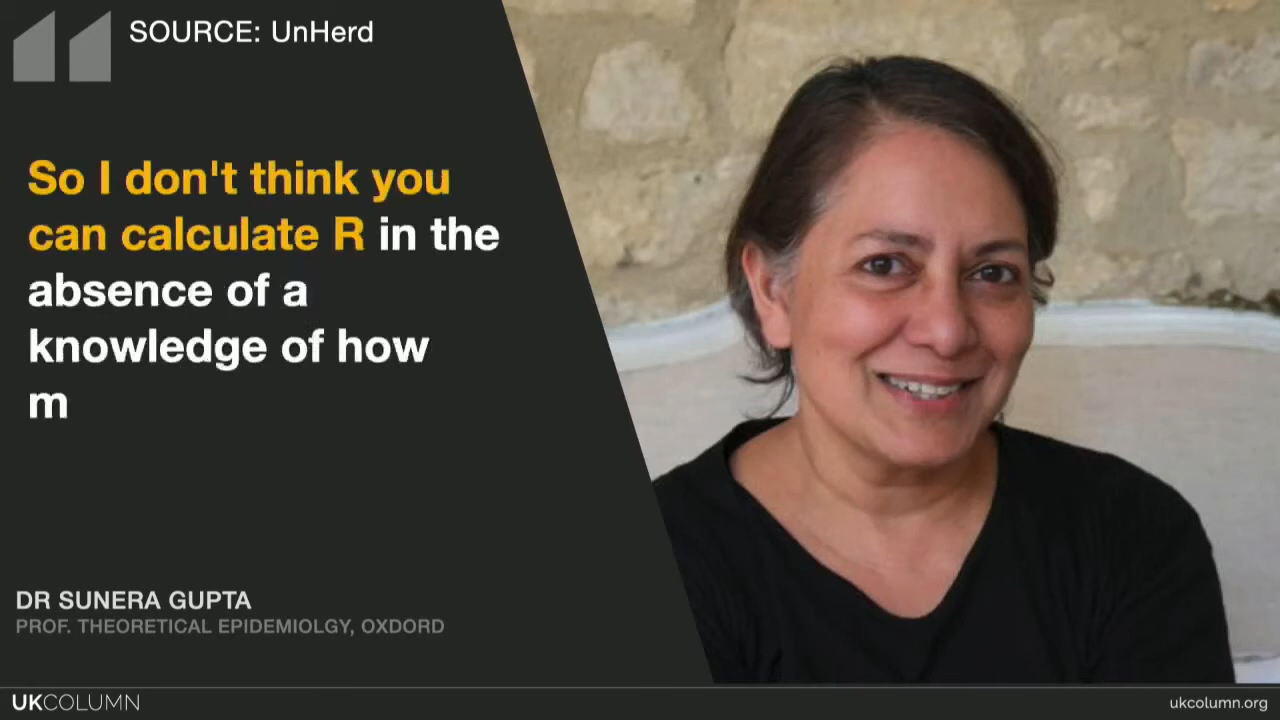 SOURCE: UnHerd
So I don't think you
can calculate R in the
absence of a
knowledge of how
m
DR SUNERA GUPTA
PROF. THEORETICAL EPIDEMIOLGY, OXDORD
UKCOLUMN
ukcolumn.org